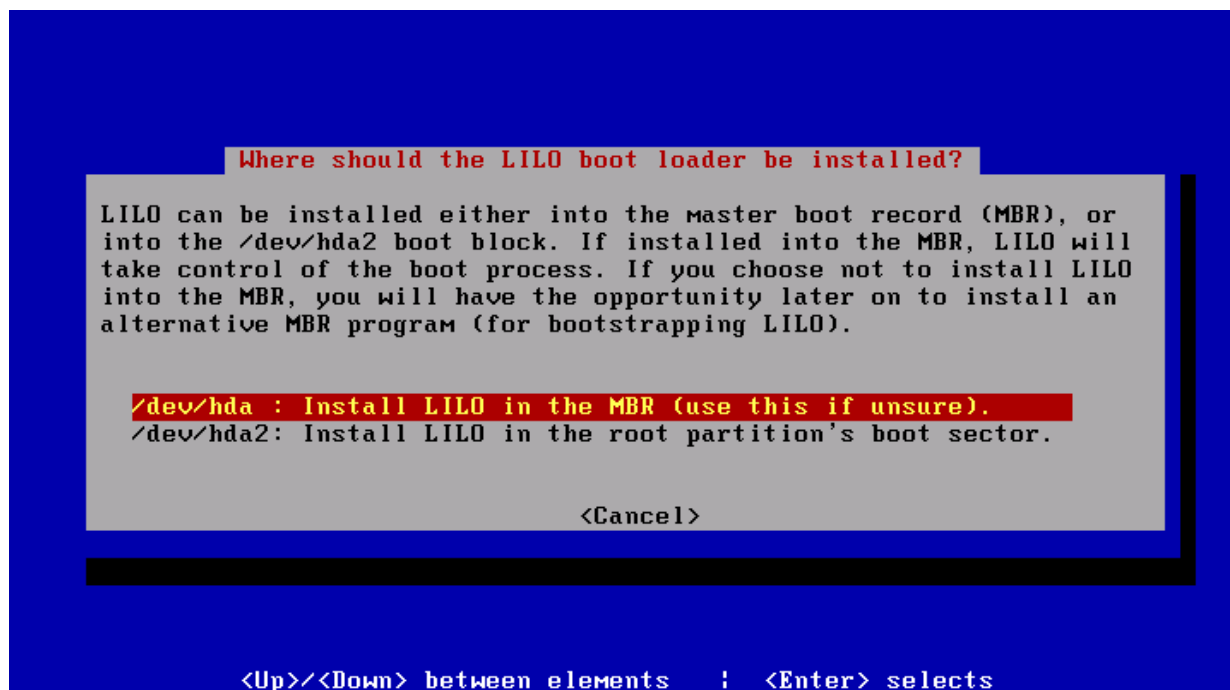 Where should the LILO boot loader be installed?
LILO can be installed either into the master boot record (MBR), or
into the /dev/hda2 boot block. If installed into the MBR, LILO will
take control of the boot process. If you choose not to install LILO
into the MBR, you will have the opportunity later on to install an
alternative MBR program (for bootstrapping LILO).
/dev/hda : Install LILO in the MBR (use this if unsure).
/dev/hda2: Install LILO in the root partition's boot sector.
<Cancel>
<Up>/<Down> between elements ¦ <Enter> selects